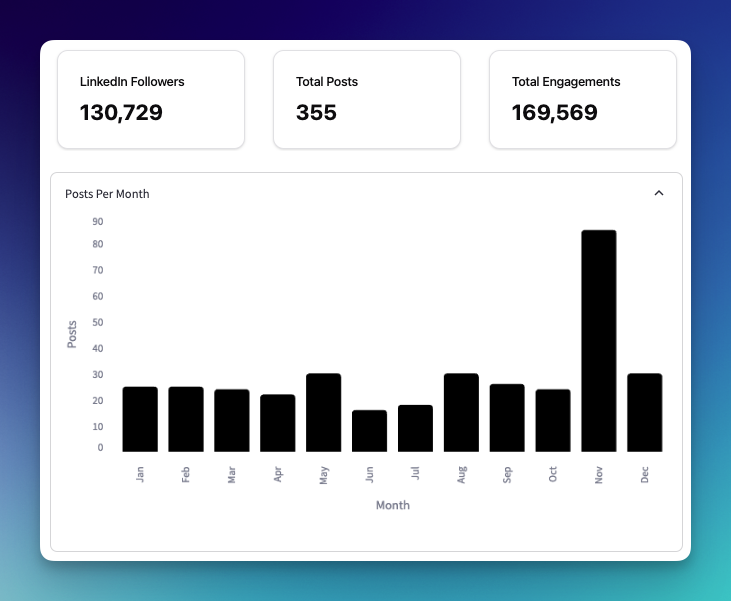 LinkedIn Followers
130,729
Total Posts
355
Total Engagements
169,569
Posts Per Month
90
80
70
60
50
40
30
20
10
0
Posts
Jan
Feb
Mar
Apr
May
Jun
Jul
Aug
Sep
Oct
Nov
Dec
Month